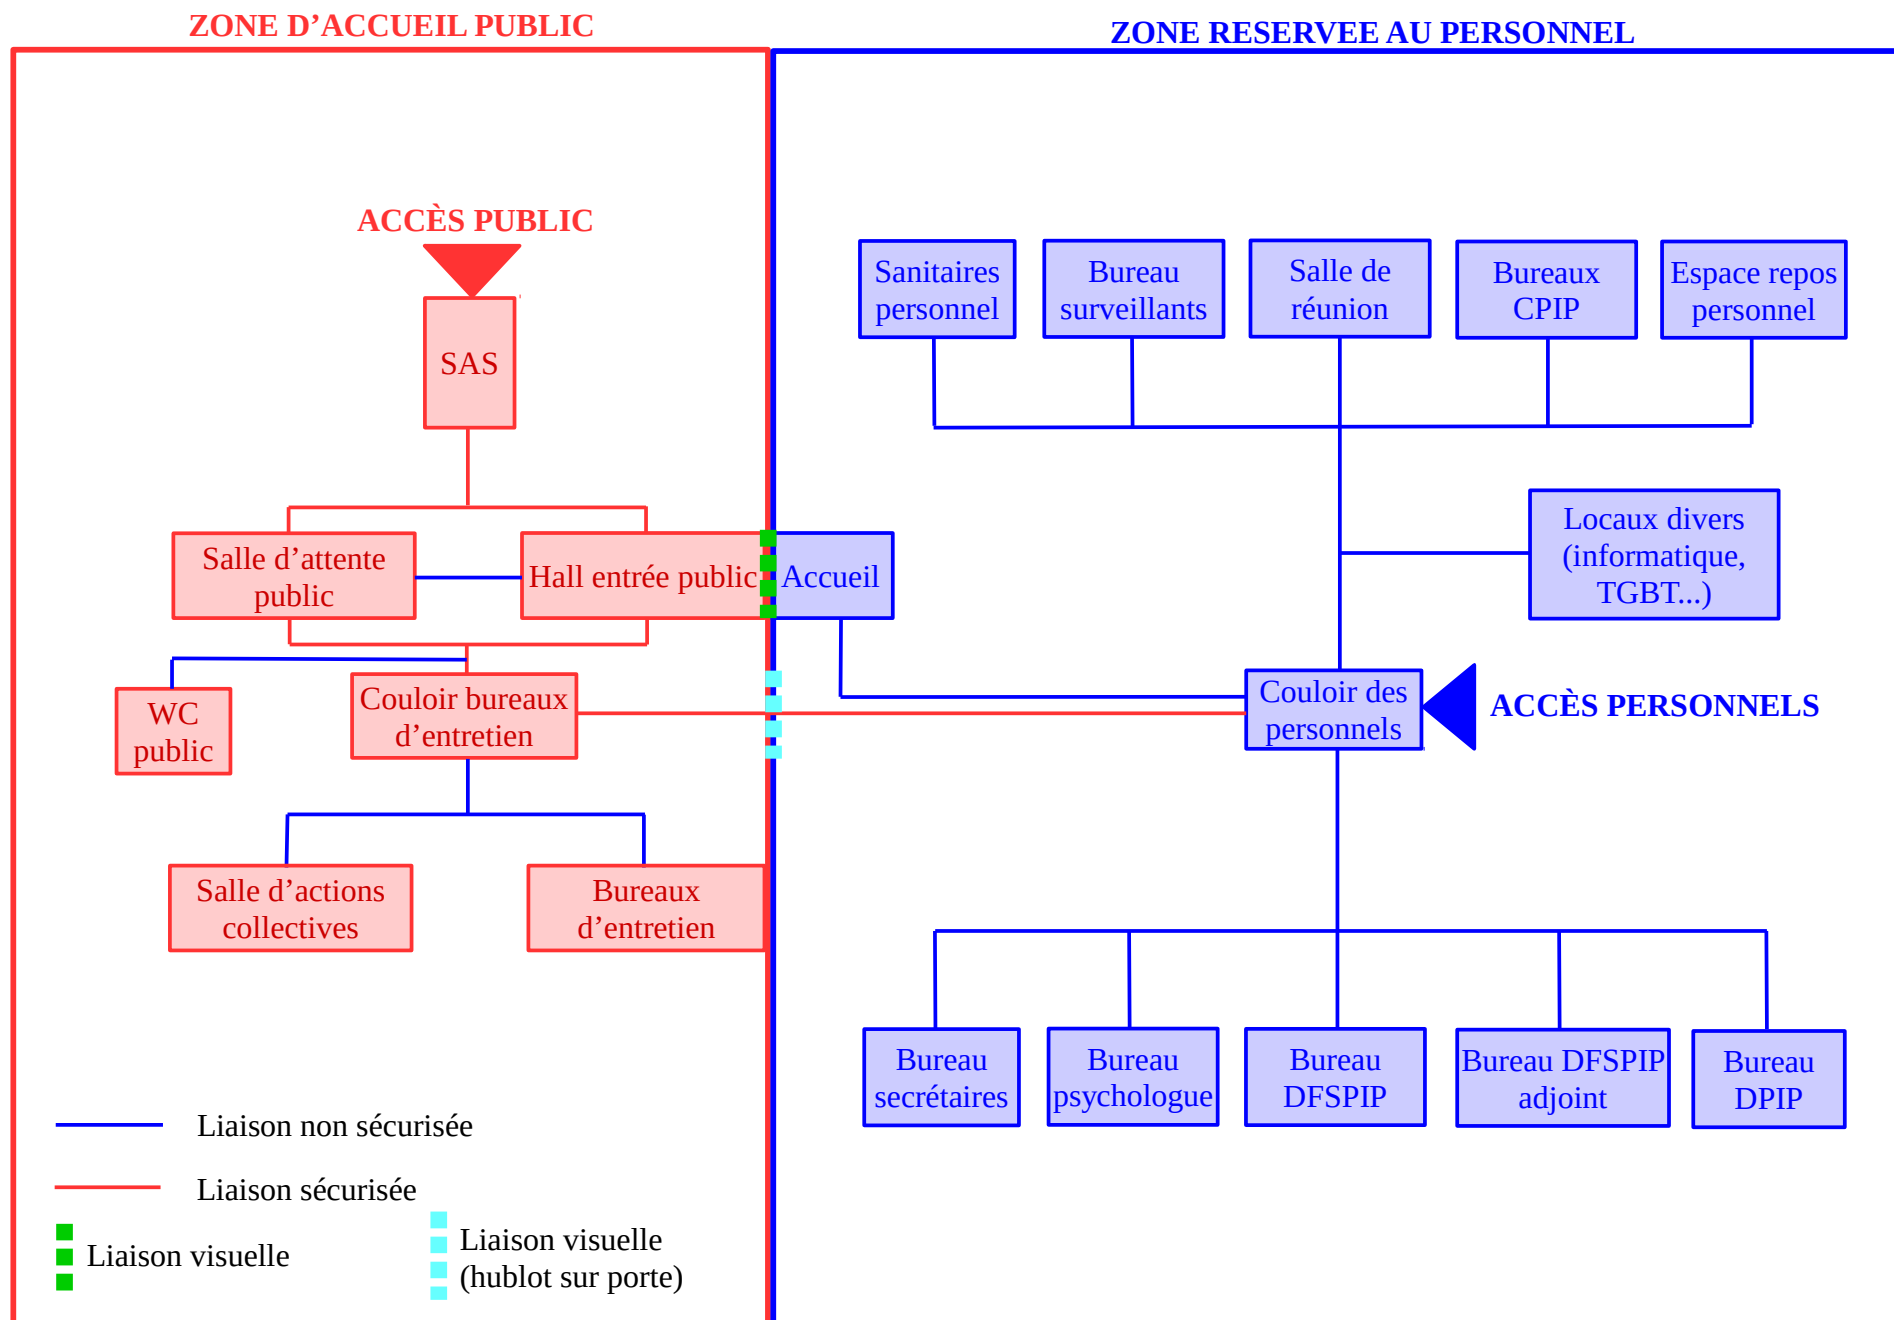 ZONE D’ACCUEIL PUBLIC
ZONE RESERVEE AU PERSONNEL
ACCÈS PUBLIC
SAS
Salle d’attente
public
Hall entrée public
Accueil
WC
public
Couloir bureaux
d’entretien
Salle d’actions
collectives
Bureaux
d’entretien
Sanitaires
personnel
Bureau
surveillants
Salle de
réunion
Bureaux
CPIP
Espace repos
personnel
Locaux divers
(informatique,
TGBT...)
Couloir des
personnels
ACCÈS PERSONNELS
Bureau
secrétaires
Bureau
psychologue
Bureau
DFSPIP
Bureau DFSPIP
adjoint
Bureau
DPIP
Liaison non sécurisée
Liaison sécurisée
Liaison visuelle
Liaison visuelle
(hublot sur porte)